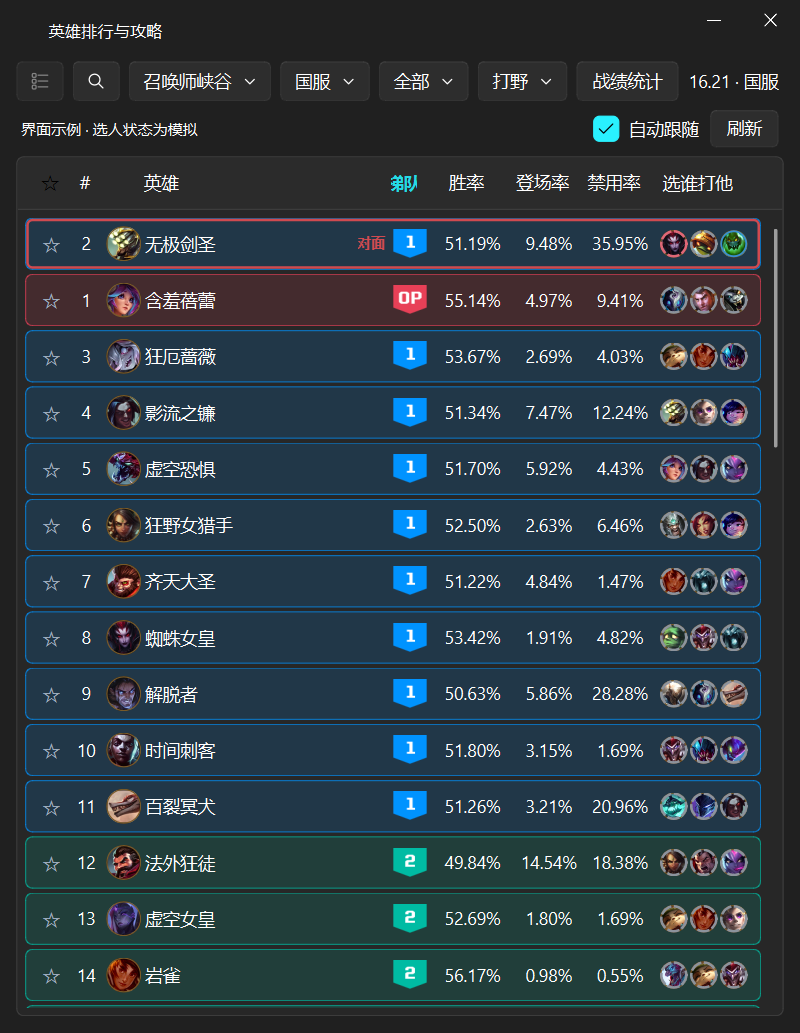 英雄排行与攻略
召唤师峡谷 国服 全部 打野 战绩统计 16.21 · 国服
界面示例 · 选人状态为模拟 自动跟随 刷新
# 英雄 胜率 登场率 禁用率 选谁打他
2 无极剑圣 对面 1 51.19% 9.48% 35.95%
1 含羞蓓蕾 OP 55.14% 4.97% 9.41%
3 狂厄蔷薇 1 53.67% 2.69% 4.03%
4 影流之镰 1 51.34% 7.47% 12.24%
5 虚空恐惧 1 51.70% 5.92% 4.43%
6 狂野女猎手 1 52.50% 2.63% 6.46%
7 齐天大圣 1 51.22% 4.84% 1.47%
8 蜘蛛女皇 1 53.42% 1.91% 4.82%
9 解脱者 1 50.63% 5.86% 28.28%
10 时间刺客 1 51.80% 3.15% 1.69%
11 百裂冥犬 1 51.26% 3.21% 20.96%
12 法外狂徒 2 49.84% 14.54% 18.38%
13 虚空女皇 2 52.69% 1.80% 1.69%
14 岩雀 2 56.17% 0.98% 0.55%